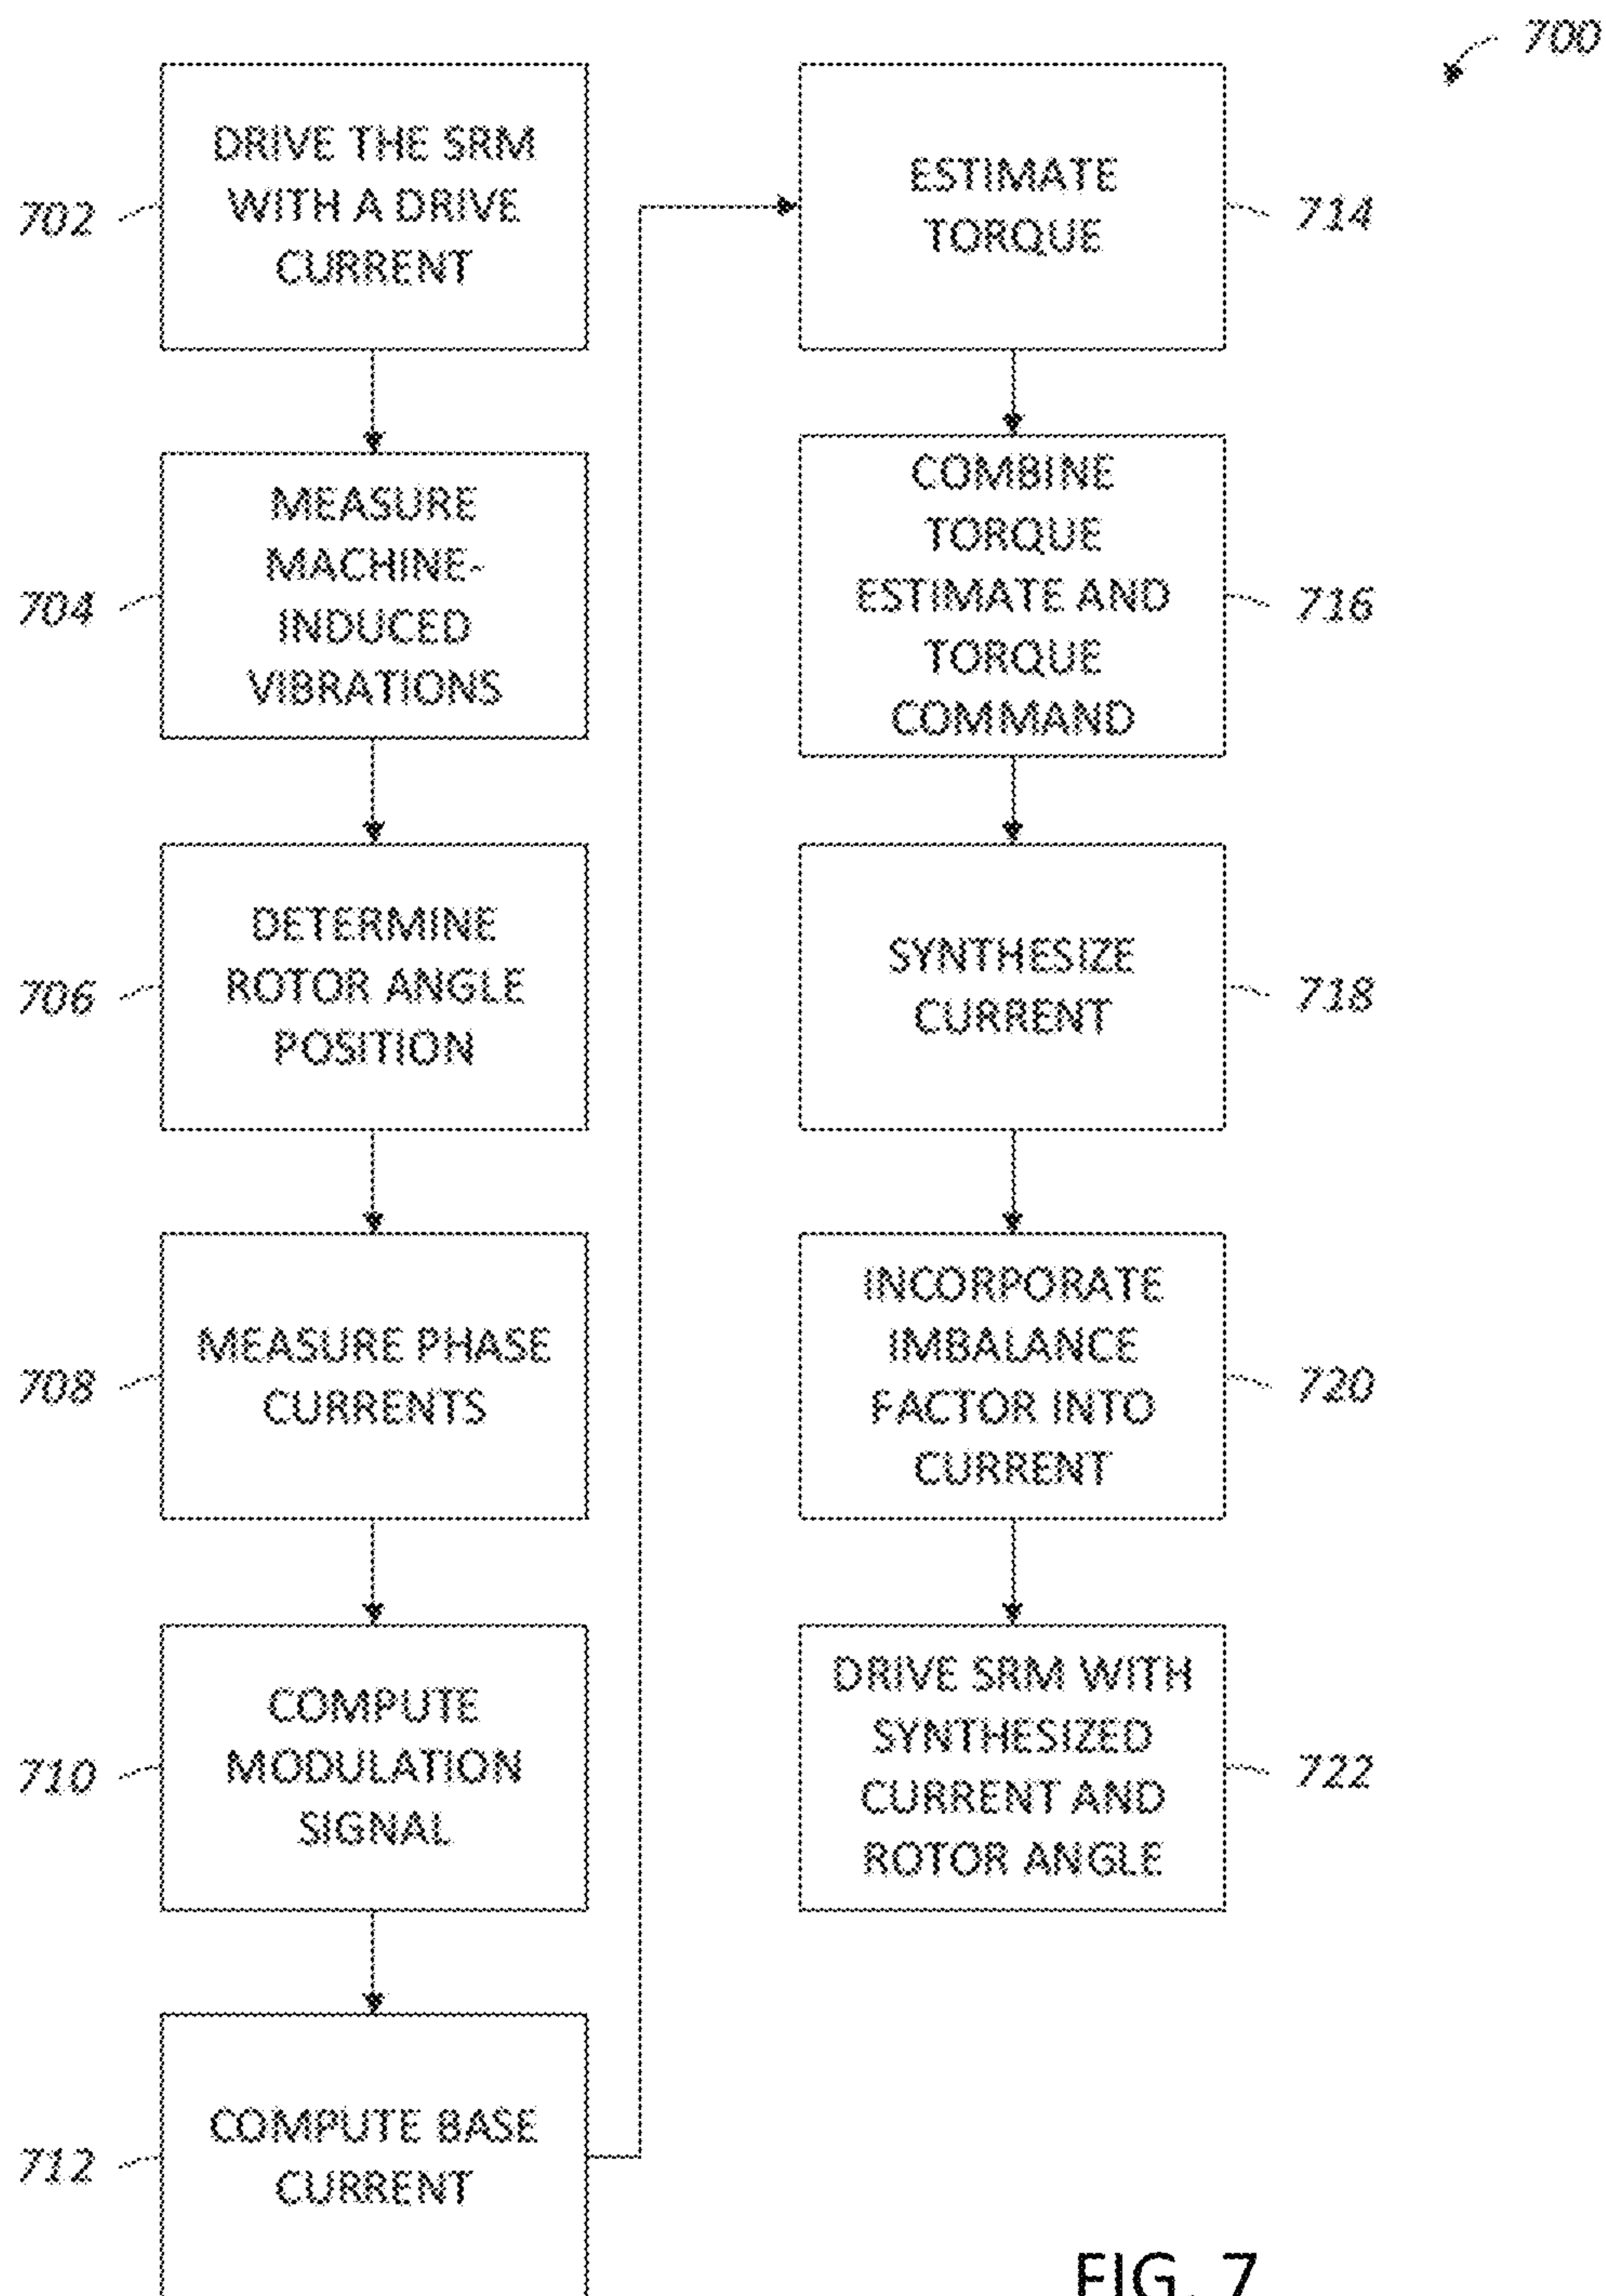 700
702
DRIVE THE SRM
WITH A DRIVE
CURRENT
704
MEASURE
MACHINE-
INDUCED
VIBRATIONS
706
DETERMINE
ROTOR ANGLE
POSITION
708
MEASURE PHASE
CURRENTS
710
COMPUTE
MODULATION
SIGNAL
712
COMPUTE BASE
CURRENT
ESTIMATE
TORQUE
714
COMBINE
TORQUE
ESTIMATE AND
TORQUE
COMMAND
716
SYNTHESIZE
CURRENT
718
INCORPORATE
IMBALANCE
FACTOR INTO
CURRENT
720
DRIVE SRM WITH
SYNTHESIZED
CURRENT AND
ROTOR ANGLE
722
FIG. 7